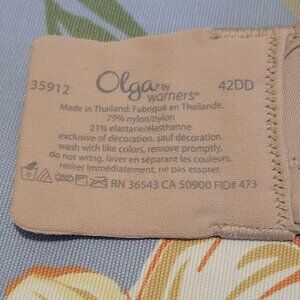 35912 Olga by warners® 42DD
Made in Thailand. Fabriqué en Thaïlande.
79% nylon/nylon
21% elastane/élasthanne
exclusive of decoration. sauf décoration.
wash with like colors, remove promptly,
do not wring. laver en séparer les couleurs,
retirer immédiatement, ne pas tordre.
RN 36543 CA 50900 FID# 473